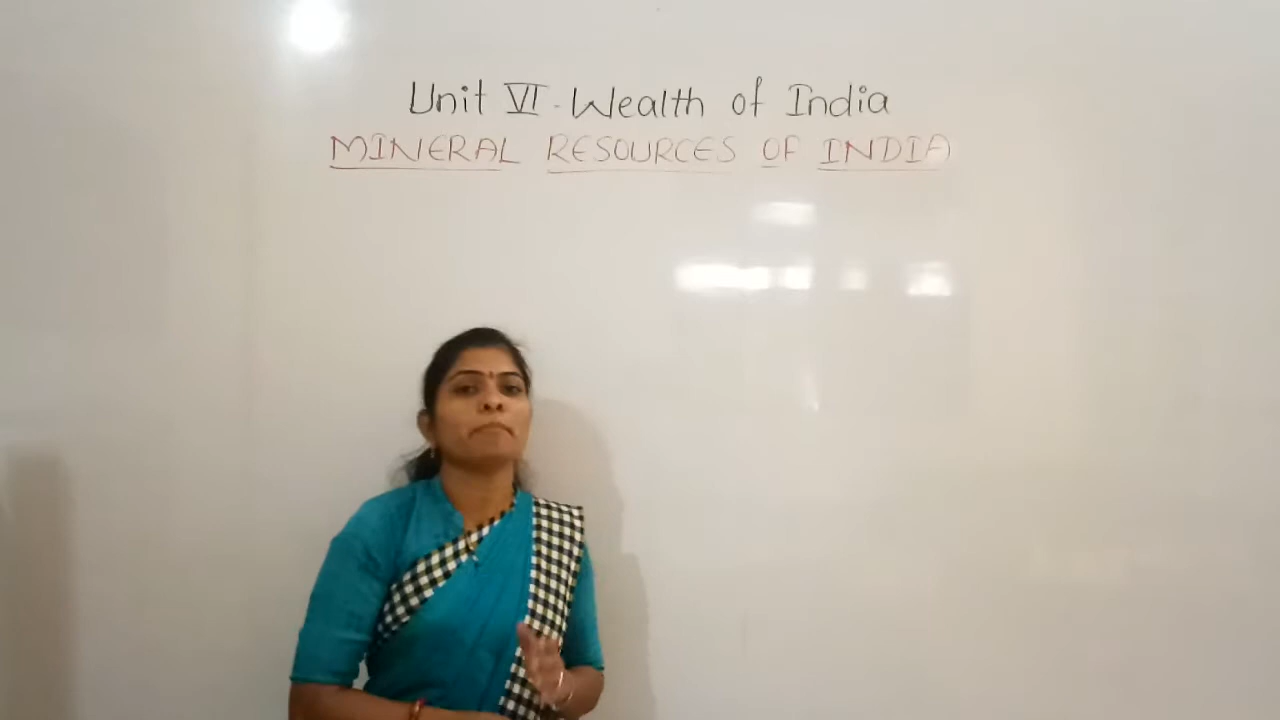 Unit VI - Wealth of India
MINERAL RESOURCES OF INDIA